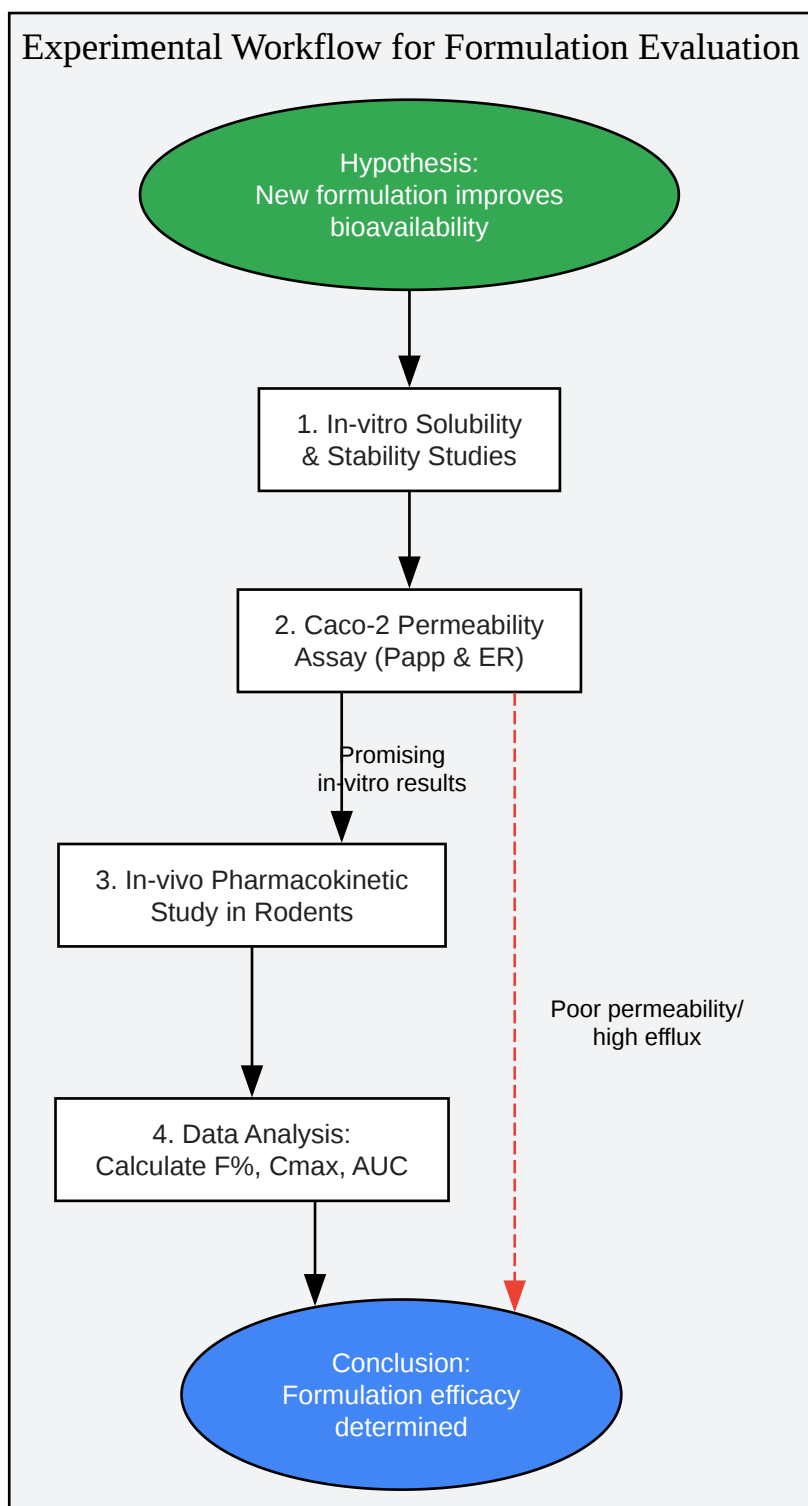 Experimental Workflow for Formulation Evaluation
Hypothesis:
New formulation improves
bioavailability
1. In-vitro Solubility
& Stability Studies
2. Caco-2 Permeability
Assay (Papp & ER)
Promising
in-vitro results
3. In-vivo Pharmacokinetic
Study in Rodents
Poor permeability/
high efflux
4. Data Analysis:
Calculate F%, Cmax, AUC
Conclusion:
Formulation efficacy
determined